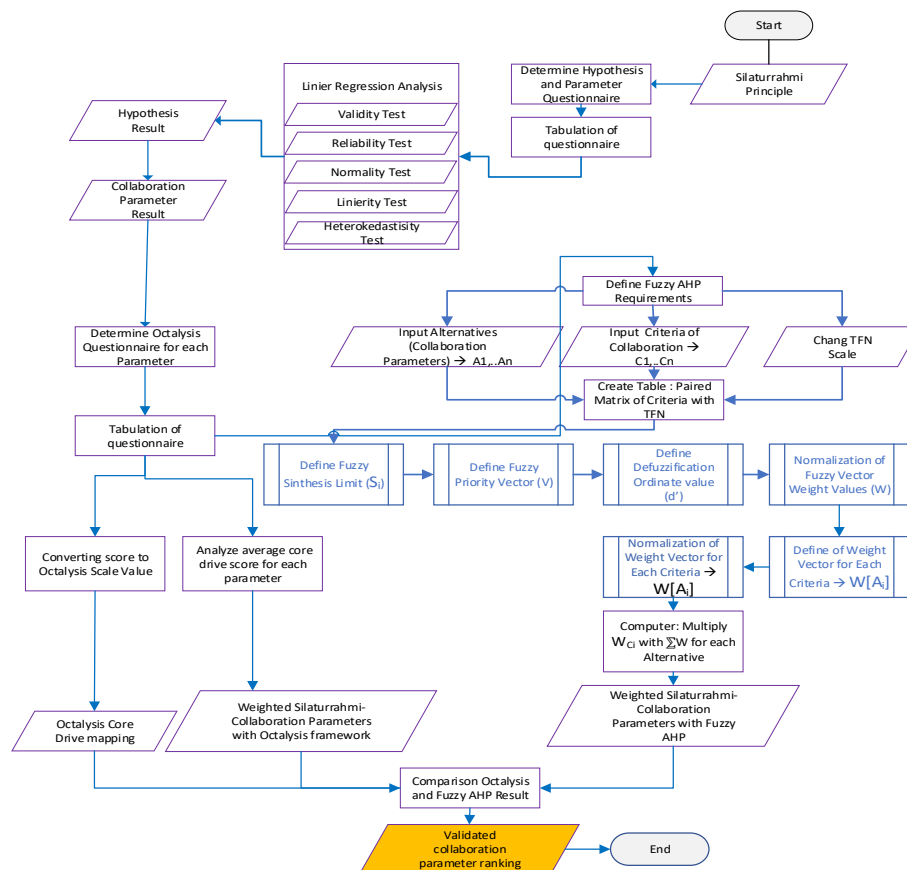 Start
Silaturrahmi
Principle
Determine Hypothesis
and Parameter
Questionnaire
Tabulation of
questionnaire
Linier Regression Analysis
Validity Test
Reliability Test
Normality Test
Linierity Test
Heterokedastisity
Test
Hypothesis
Result
Collaboration
Parameter
Result
Determine Octalysis
Questionnaire for each
Parameter
Tabulation of
questionnaire
Define Fuzzy AHP
Requirements
Input Alternatives
(Collaboration
Parameters) → A1,..An
Input Criteria of
Collaboration →
C1,..Cn
Chang TFN
Scale
Create Table : Paired
Matrix of Criteria with
TFN
Define Fuzzy
Sinthesis Limit (Si)
Define Fuzzy
Priority Vector (V)
Define
Defuzzification
Ordinate value
(d’)
Normalization of
Fuzzy Vector
Weight Values (W)
Define of Weight
Vector for Each
Criteria → W[Ai]
Normalization of
Weight Vector for
Each Criteria → W[Ai]
Computer: Multiply
WCi with ∑W for each
Alternative
Weighted Silaturrahmi-
Collaboration
Parameters with Fuzzy
AHP
Converting score to
Octalysis Scale Value
Analyze average core
drive score for each
parameter
Octalysis Core
Drive mapping
Weighted Silaturrahmi-
Collaboration Parameters
with Octalysis framework
Comparison Octalysis
and Fuzzy AHP Result
Validated
collaboration
parameter ranking
End